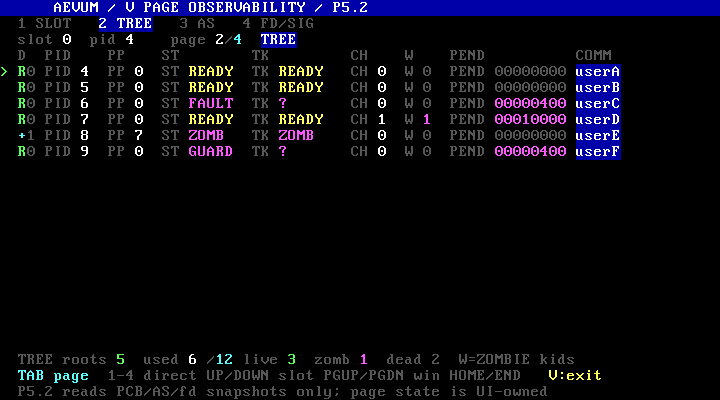 AEVUM / V PAGE OBSERVABILITY / P5.2
1 SLOT 2 TREE 3 AS 4 FD/SIG
slot 0 pid 4 page 2/4 TREE
D PID PP ST TK CH W PEND COMM
> R0 PID 4 PP 0 ST READY TK READY CH 0 W 0 PEND 00000000 userA
R0 PID 5 PP 0 ST READY TK READY CH 0 W 0 PEND 00000000 userB
R0 PID 6 PP 0 ST FAULT TK ? CH 0 W 0 PEND 00000400 userC
R0 PID 7 PP 0 ST READY TK READY CH 1 W 1 PEND 00010000 userD
+1 PID 8 PP 7 ST ZOMB TK ZOMB CH 0 W 0 PEND 00000000 userE
R0 PID 9 PP 0 ST GUARD TK ? CH 0 W 0 PEND 00000400 userF
TREE roots 5 used 6 /12 live 3 zomb 1 dead 2 W=ZOMBIE kids
TAB page 1-4 direct UP/DOWN slot PGUP/PGDN win HOME/END V:exit
P5.2 reads PCB/AS/fd snapshots only; page state is UI-owned